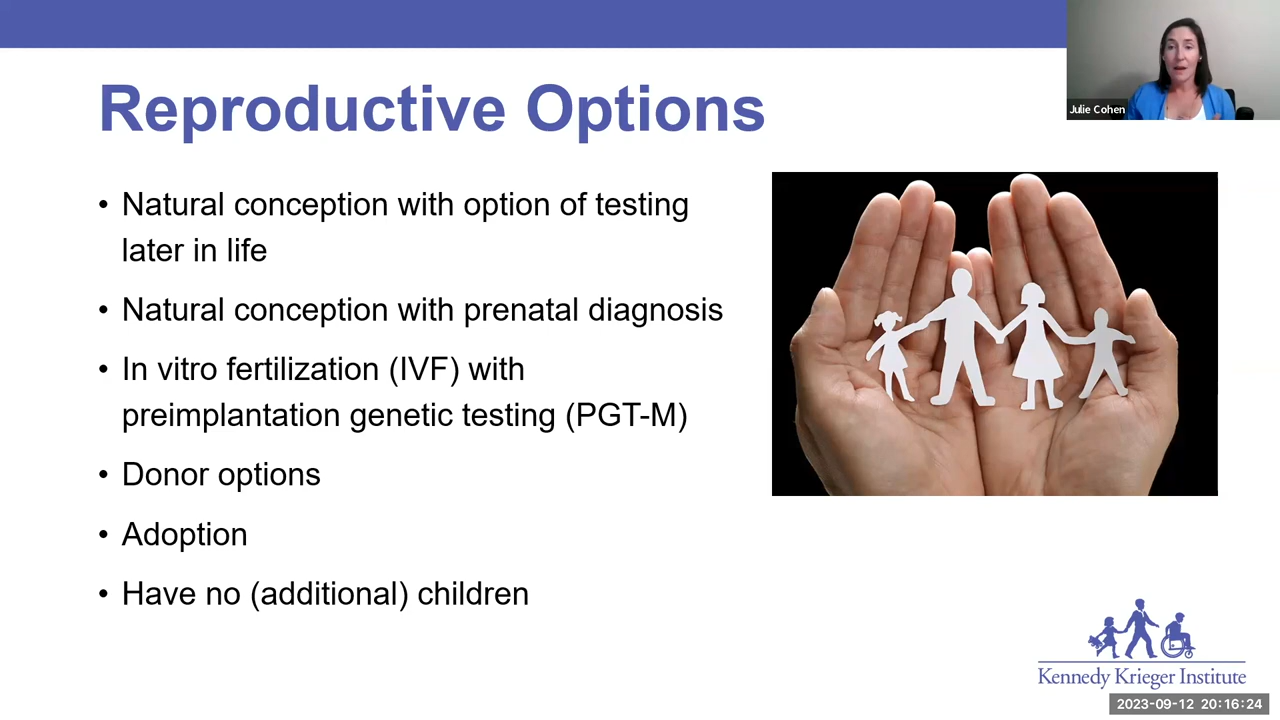 Reproductive Options
Julie Cohen
• Natural conception with option of testing
later in life
• Natural conception with prenatal diagnosis
• In vitro fertilization (IVF) with
preimplantation genetic testing (PGT-M)
• Donor options
• Adoption
• Have no (additional) children
Kennedy Krieger Institute
2023-09-12 20:16:24